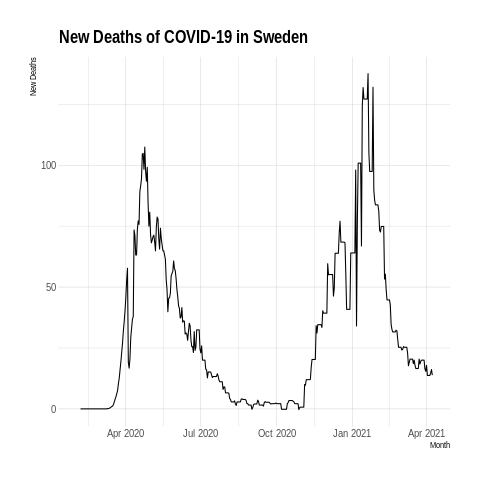 New Deaths of COVID-19 in Sweden
New Deaths
100
50
0
Apr 2020 Jul 2020 Oct 2020 Jan 2021 Apr 2021
Month